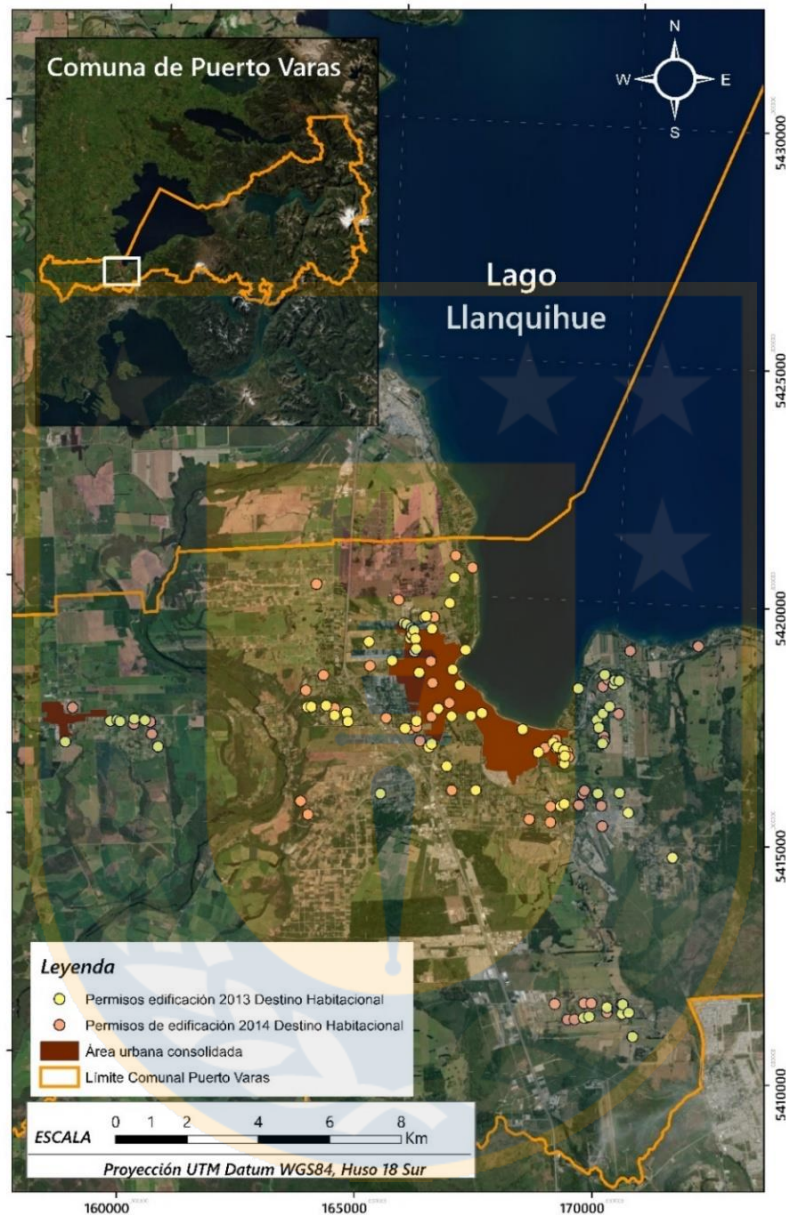 Comuna de Puerto Varas
N
W
E
S
Lago
Llanquihue
5430000
5425000
5420000
5415000
5410000
Leyenda
Permisos edificación 2013 Destino Habitacional
Permisos de edificación 2014 Destino Habitacional
Área urbana consolidada
Límite Comunal Puerto Varas
ESCALA
0 1 2 4 6 8
Km
Proyección UTM Datum WGS84, Huso 18 Sur
160000
165000
170000